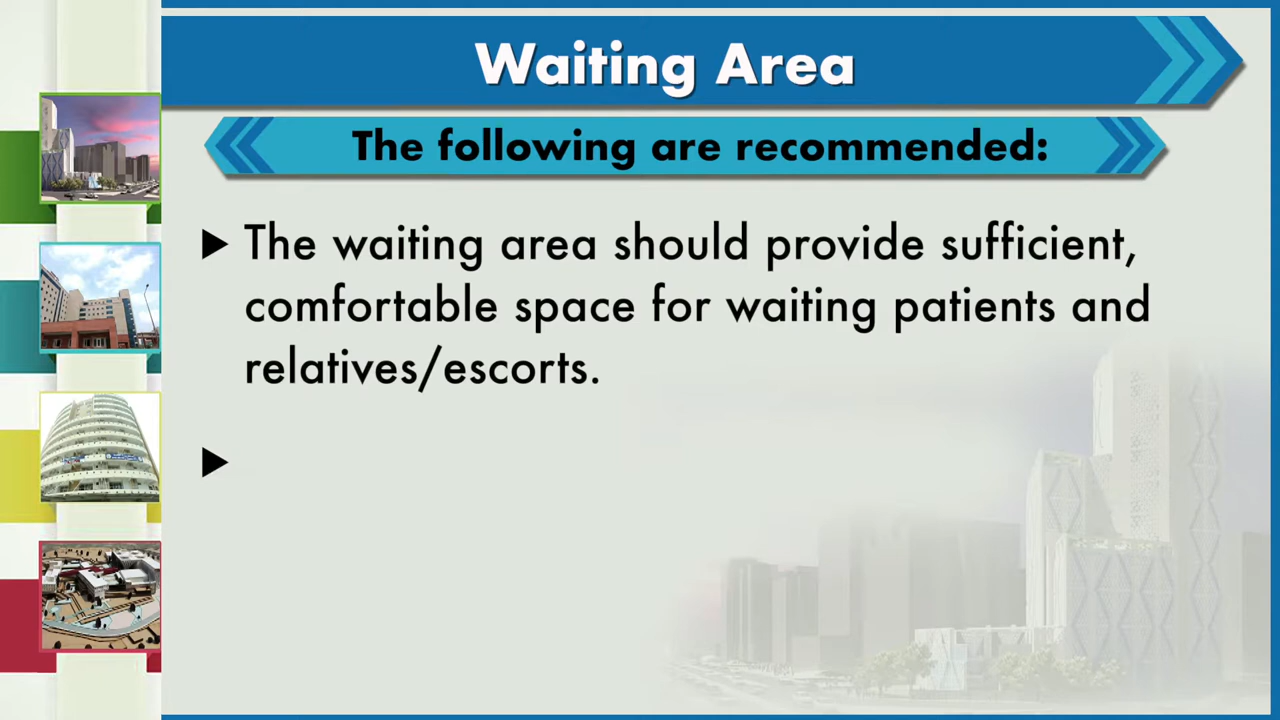 Waiting Area
The following are recommended:
The waiting area should provide sufficient,
comfortable space for waiting patients and
relatives/escorts.